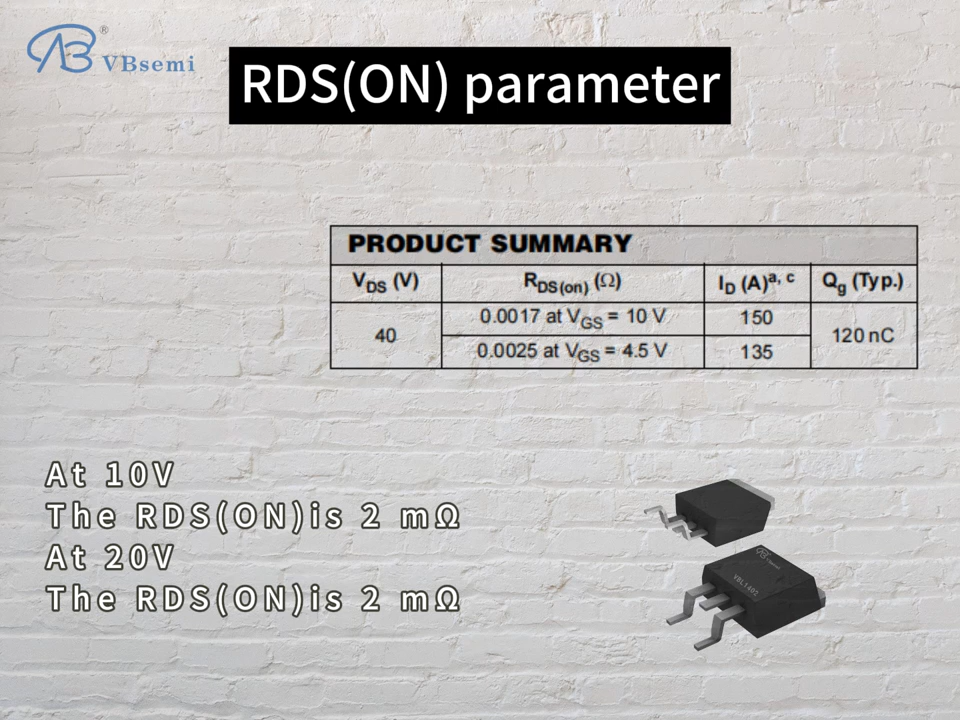 VBsemi
®
RDS(ON) parameter
PRODUCT SUMMARY
VDS (V) RDS(on) (Ω) ID (A)a, c Qg (Typ.)
40 0.0017 at VGS = 10 V 150 120 nC
0.0025 at VGS = 4.5 V 135
At 10V
The RDS(ON)is 2 mΩ
At 20V
The RDS(ON)is 2 mΩ
VBsemi
VBL1402